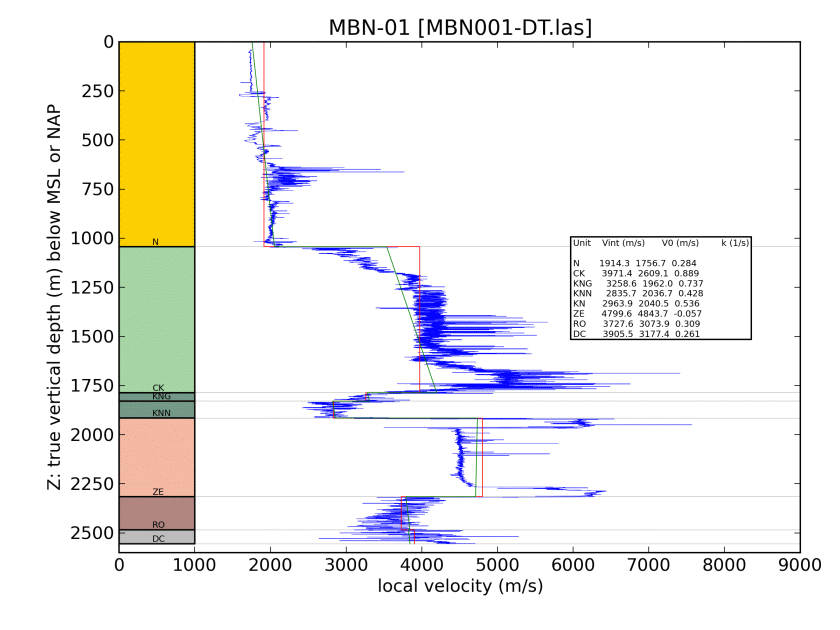 MBN-01 [MBN001-DT.las]
Z: true vertical depth (m) below MSL or NAP
0
250
500
750
1000
1250
1500
1750
2000
2250
2500
N
CK
KNG
KNN
ZE
RO
DC
Unit Vint (m/s) V0 (m/s) k (1/s)
N 1914.3 1756.7 0.284
CK 3971.4 2609.1 0.889
KNG 3258.6 1962.0 0.737
KNN 2835.7 2036.7 0.428
KN 2963.9 2040.5 0.536
ZE 4799.6 4843.7 -0.057
RO 3727.6 3073.9 0.309
DC 3905.5 3177.4 0.261
0 1000 2000 3000 4000 5000 6000 7000 8000 9000
local velocity (m/s)